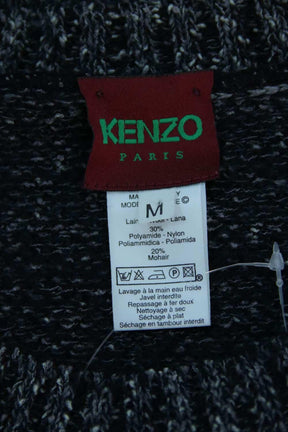 KENZO
PARIS
M
Lana
30%
Polyamide - Nylon
Poliammidica - Poliamida
20%
Mohair
Lavage à la main eau froide
Javel interdite
Repassage à fer doux
Nettoyage à sec
Séchage à plat
Séchage en tambour interdit